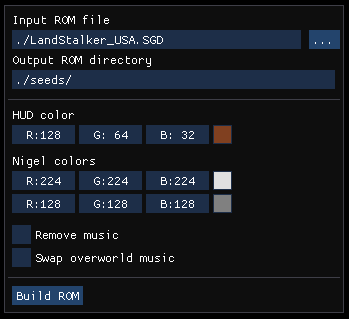 Input ROM file
./LandStalker_USA.SGD
...
Output ROM directory
./seeds/
HUD color
R:128 G: 64 B: 32
Nigel colors
R:224 G:224 B:224
R:128 G:128 B:128
Remove music
Swap overworld music
Build ROM